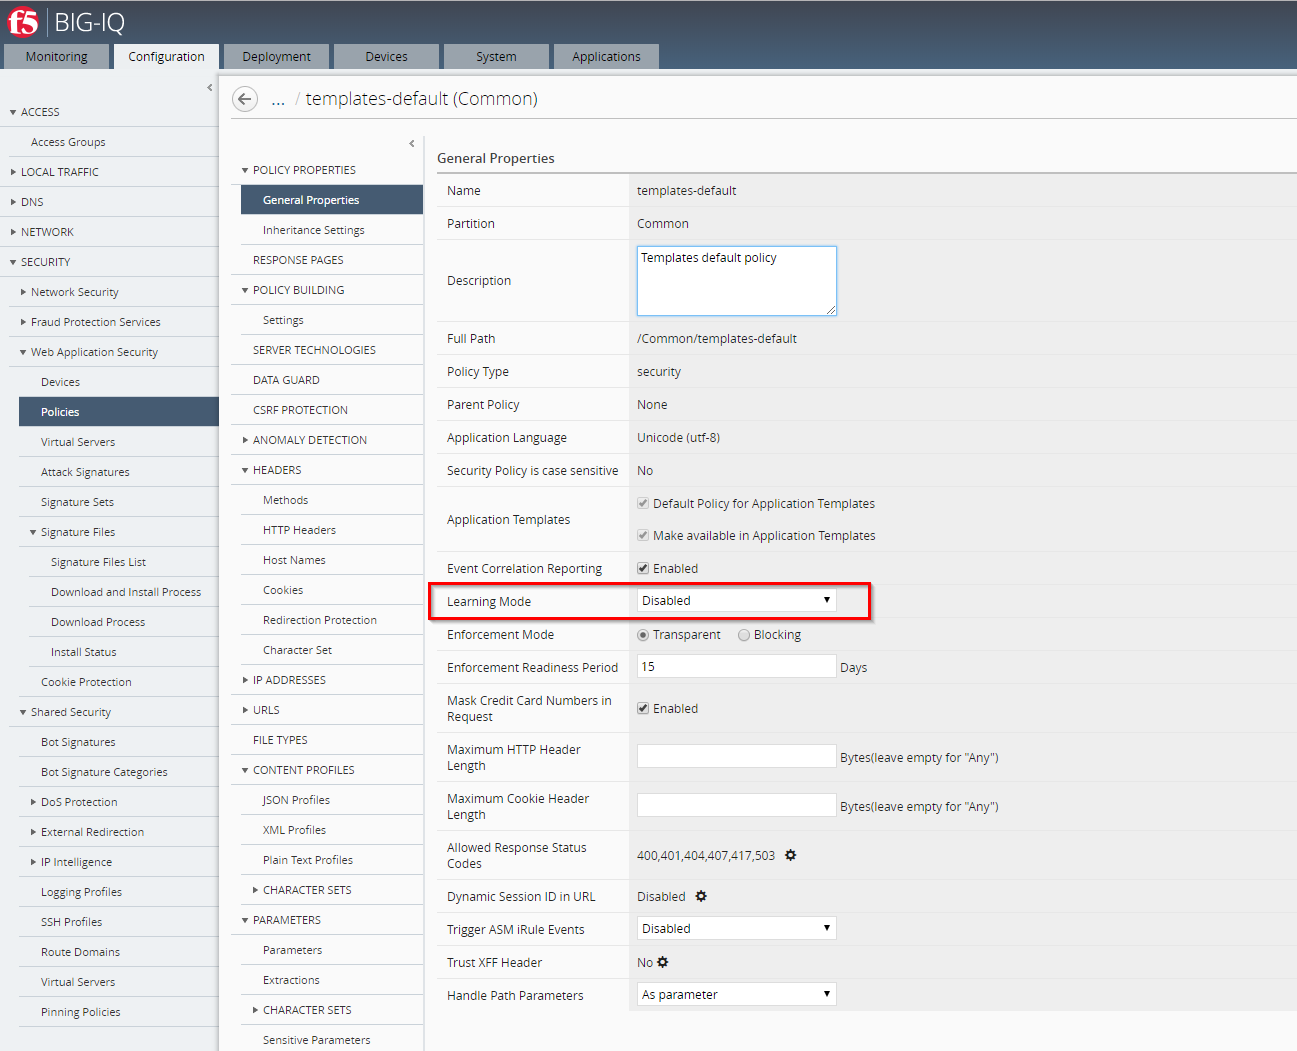 f5 BIG-IQ
Monitoring Configuration Deployment Devices System Applications
ACCESS
Access Groups
LOCAL TRAFFIC
DNS
NETWORK
SECURITY
Network Security
Fraud Protection Services
Web Application Security
Devices
Policies
Virtual Servers
Attack Signatures
Signature Sets
Signature Files
Signature Files List
Download and Install Process
Download Process
Install Status
Cookie Protection
Shared Security
Bot Signatures
Bot Signature Categories
DoS Protection
External Redirection
IP Intelligence
Logging Profiles
SSH Profiles
Route Domains
Virtual Servers
Pinning Policies
... / templates-default (Common)
POLICY PROPERTIES
General Properties
Inheritance Settings
RESPONSE PAGES
POLICY BUILDING
Settings
SERVER TECHNOLOGIES
DATA GUARD
CSRF PROTECTION
ANOMALY DETECTION
HEADERS
Methods
HTTP Headers
Host Names
Cookies
Redirection Protection
Character Set
IP ADDRESSES
URLS
FILE TYPES
CONTENT PROFILES
JSON Profiles
XML Profiles
Plain Text Profiles
CHARACTER SETS
PARAMETERS
Parameters
Extractions
CHARACTER SETS
Sensitive Parameters
General Properties
Name templates-default
Partition Common
Description Templates default policy
Full Path /Common/templates-default
Policy Type security
Parent Policy None
Application Language Unicode (utf-8)
Security Policy is case sensitive No
Application Templates Default Policy for Application Templates
Make available in Application Templates
Event Correlation Reporting Enabled
Learning Mode Disabled
Enforcement Mode Transparent Blocking
Enforcement Readiness Period 15 Days
Mask Credit Card Numbers in
Request Enabled
Maximum HTTP Header
Length Bytes(leave empty for "Any")
Maximum Cookie Header
Length Bytes(leave empty for "Any")
Allowed Response Status
Codes 400,401,404,407,417,503
Dynamic Session ID in URL Disabled
Trigger ASM iRule Events Disabled
Trust XFF Header No
Handle Path Parameters As parameter